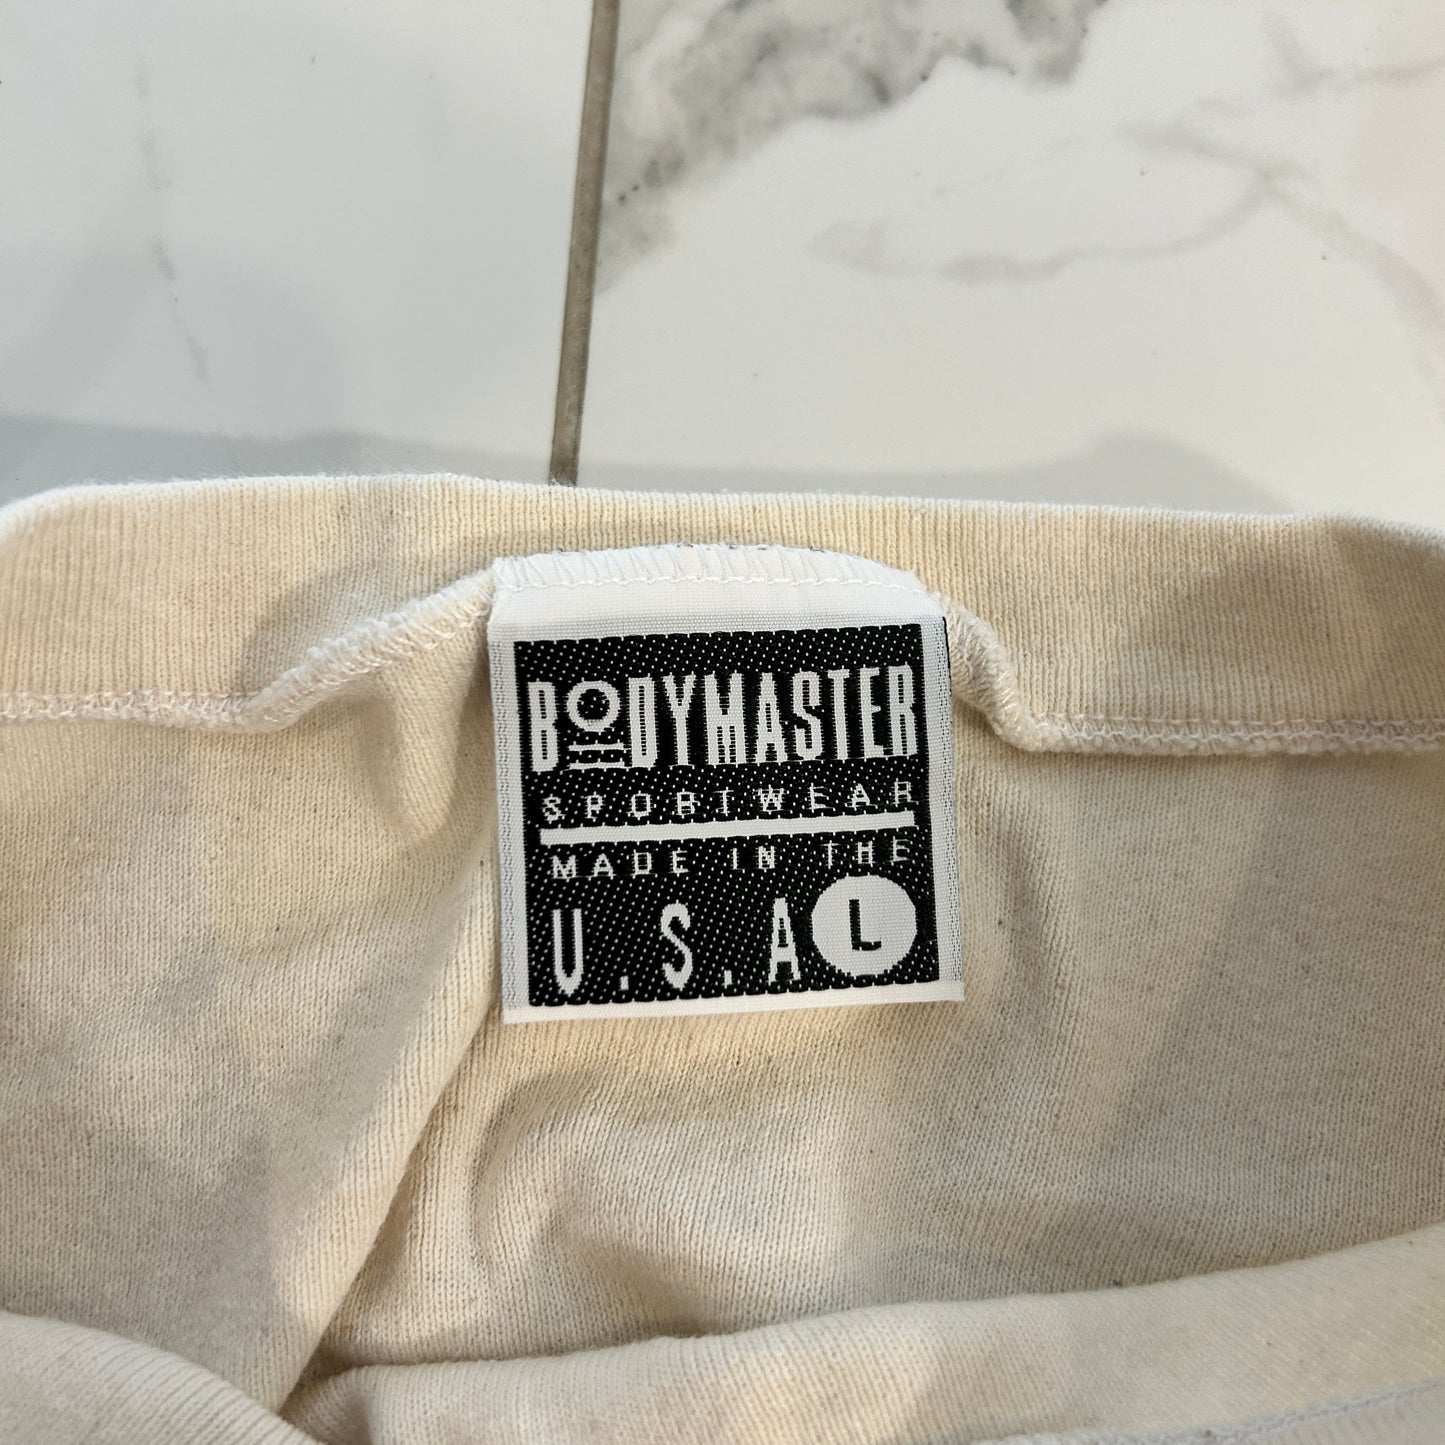 BODYMASTER
SPORTWEAR
MADE IN THE
U.S.A L